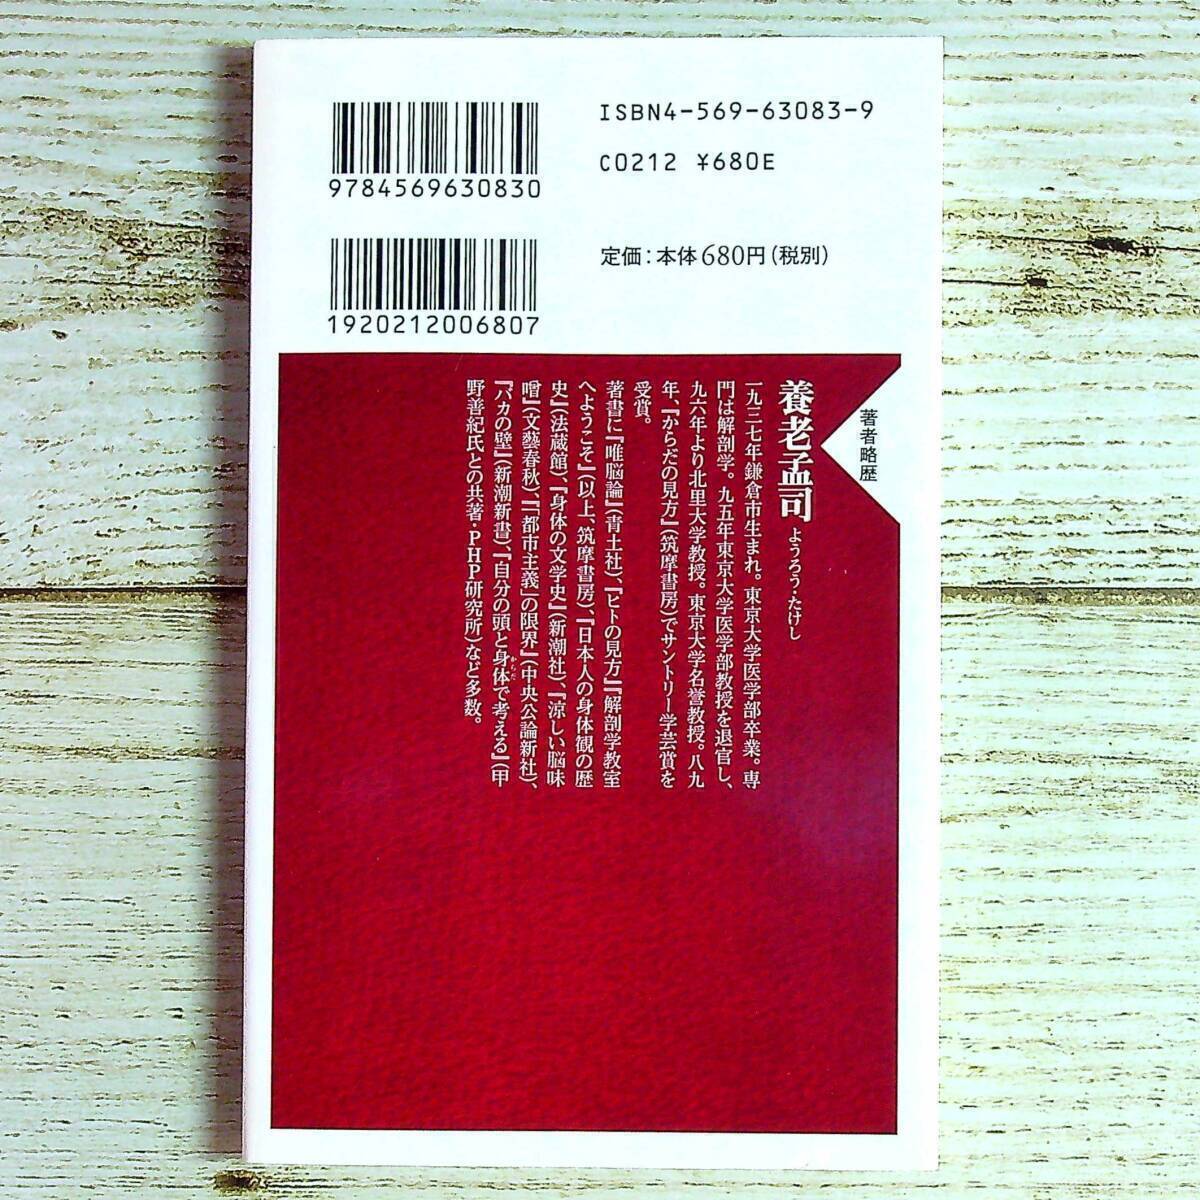 ISBN4-569-63083-9
C0212 ¥680E
9784569630830
定価：本体680円（税別）
1920212006807
著者略歴
養老孟司 ようろう・たけし
一九三七年鎌倉市生まれ。東京大学医学部卒業。専
門は解剖学。九五年東京大学医学部教授を退官し、
九六年より北里大学教授。東京大学名誉教授。八九
年、『からだの見方』（筑摩書房）でサントリー学芸賞を
受賞。
著書に『唯脳論』（青土社）、『ヒトの見方』『解剖学教室
へようこそ』（以上、筑摩書房）、『日本人の身体観の歴
史』（法蔵館）、『身体の文学史』（新潮社）、『涼しい脳味
噌』（文藝春秋）、『「都市主義」の限界』（中央公論新社）、
『バカの壁』（新潮新書）、『自分の頭と身体で考える』（甲
からだ
野善紀氏との共著・PHP研究所）など多数。